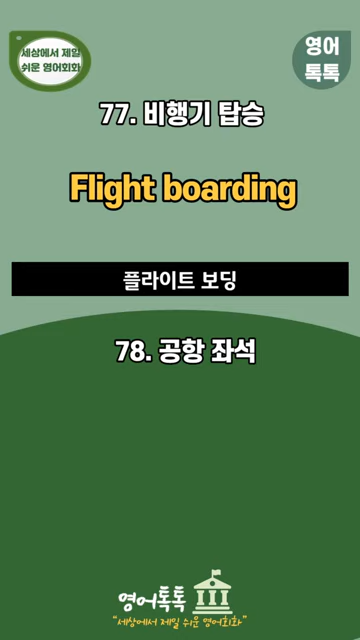 세상에서 제일
쉬운 영어회화
영어
톡톡
77. 비행기 탑승
Flight boarding
플라이트 보딩
78. 공항 좌석
영어톡톡
"세상에서 제일 쉬운 영어회화"